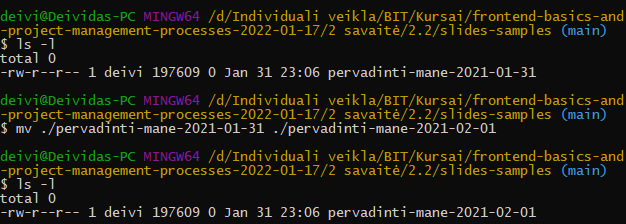 deivi@Deividas-PC MINGW64 /d/Individuali veikla/BIT/Kursai/frontend-basics-and
-project-management-processes-2022-01-17/2 savaitė/2.2/slides-samples (main)
$ ls -l
total 0
-rw-r--r-- 1 deivi 197609 0 Jan 31 23:06 pervadinti-mane-2021-01-31
deivi@Deividas-PC MINGW64 /d/Individuali veikla/BIT/Kursai/frontend-basics-and
-project-management-processes-2022-01-17/2 savaitė/2.2/slides-samples (main)
$ mv ./pervadinti-mane-2021-01-31 ./pervadinti-mane-2021-02-01
deivi@Deividas-PC MINGW64 /d/Individuali veikla/BIT/Kursai/frontend-basics-and
-project-management-processes-2022-01-17/2 savaitė/2.2/slides-samples (main)
$ ls -l
total 0
-rw-r--r-- 1 deivi 197609 0 Jan 31 23:06 pervadinti-mane-2021-02-01